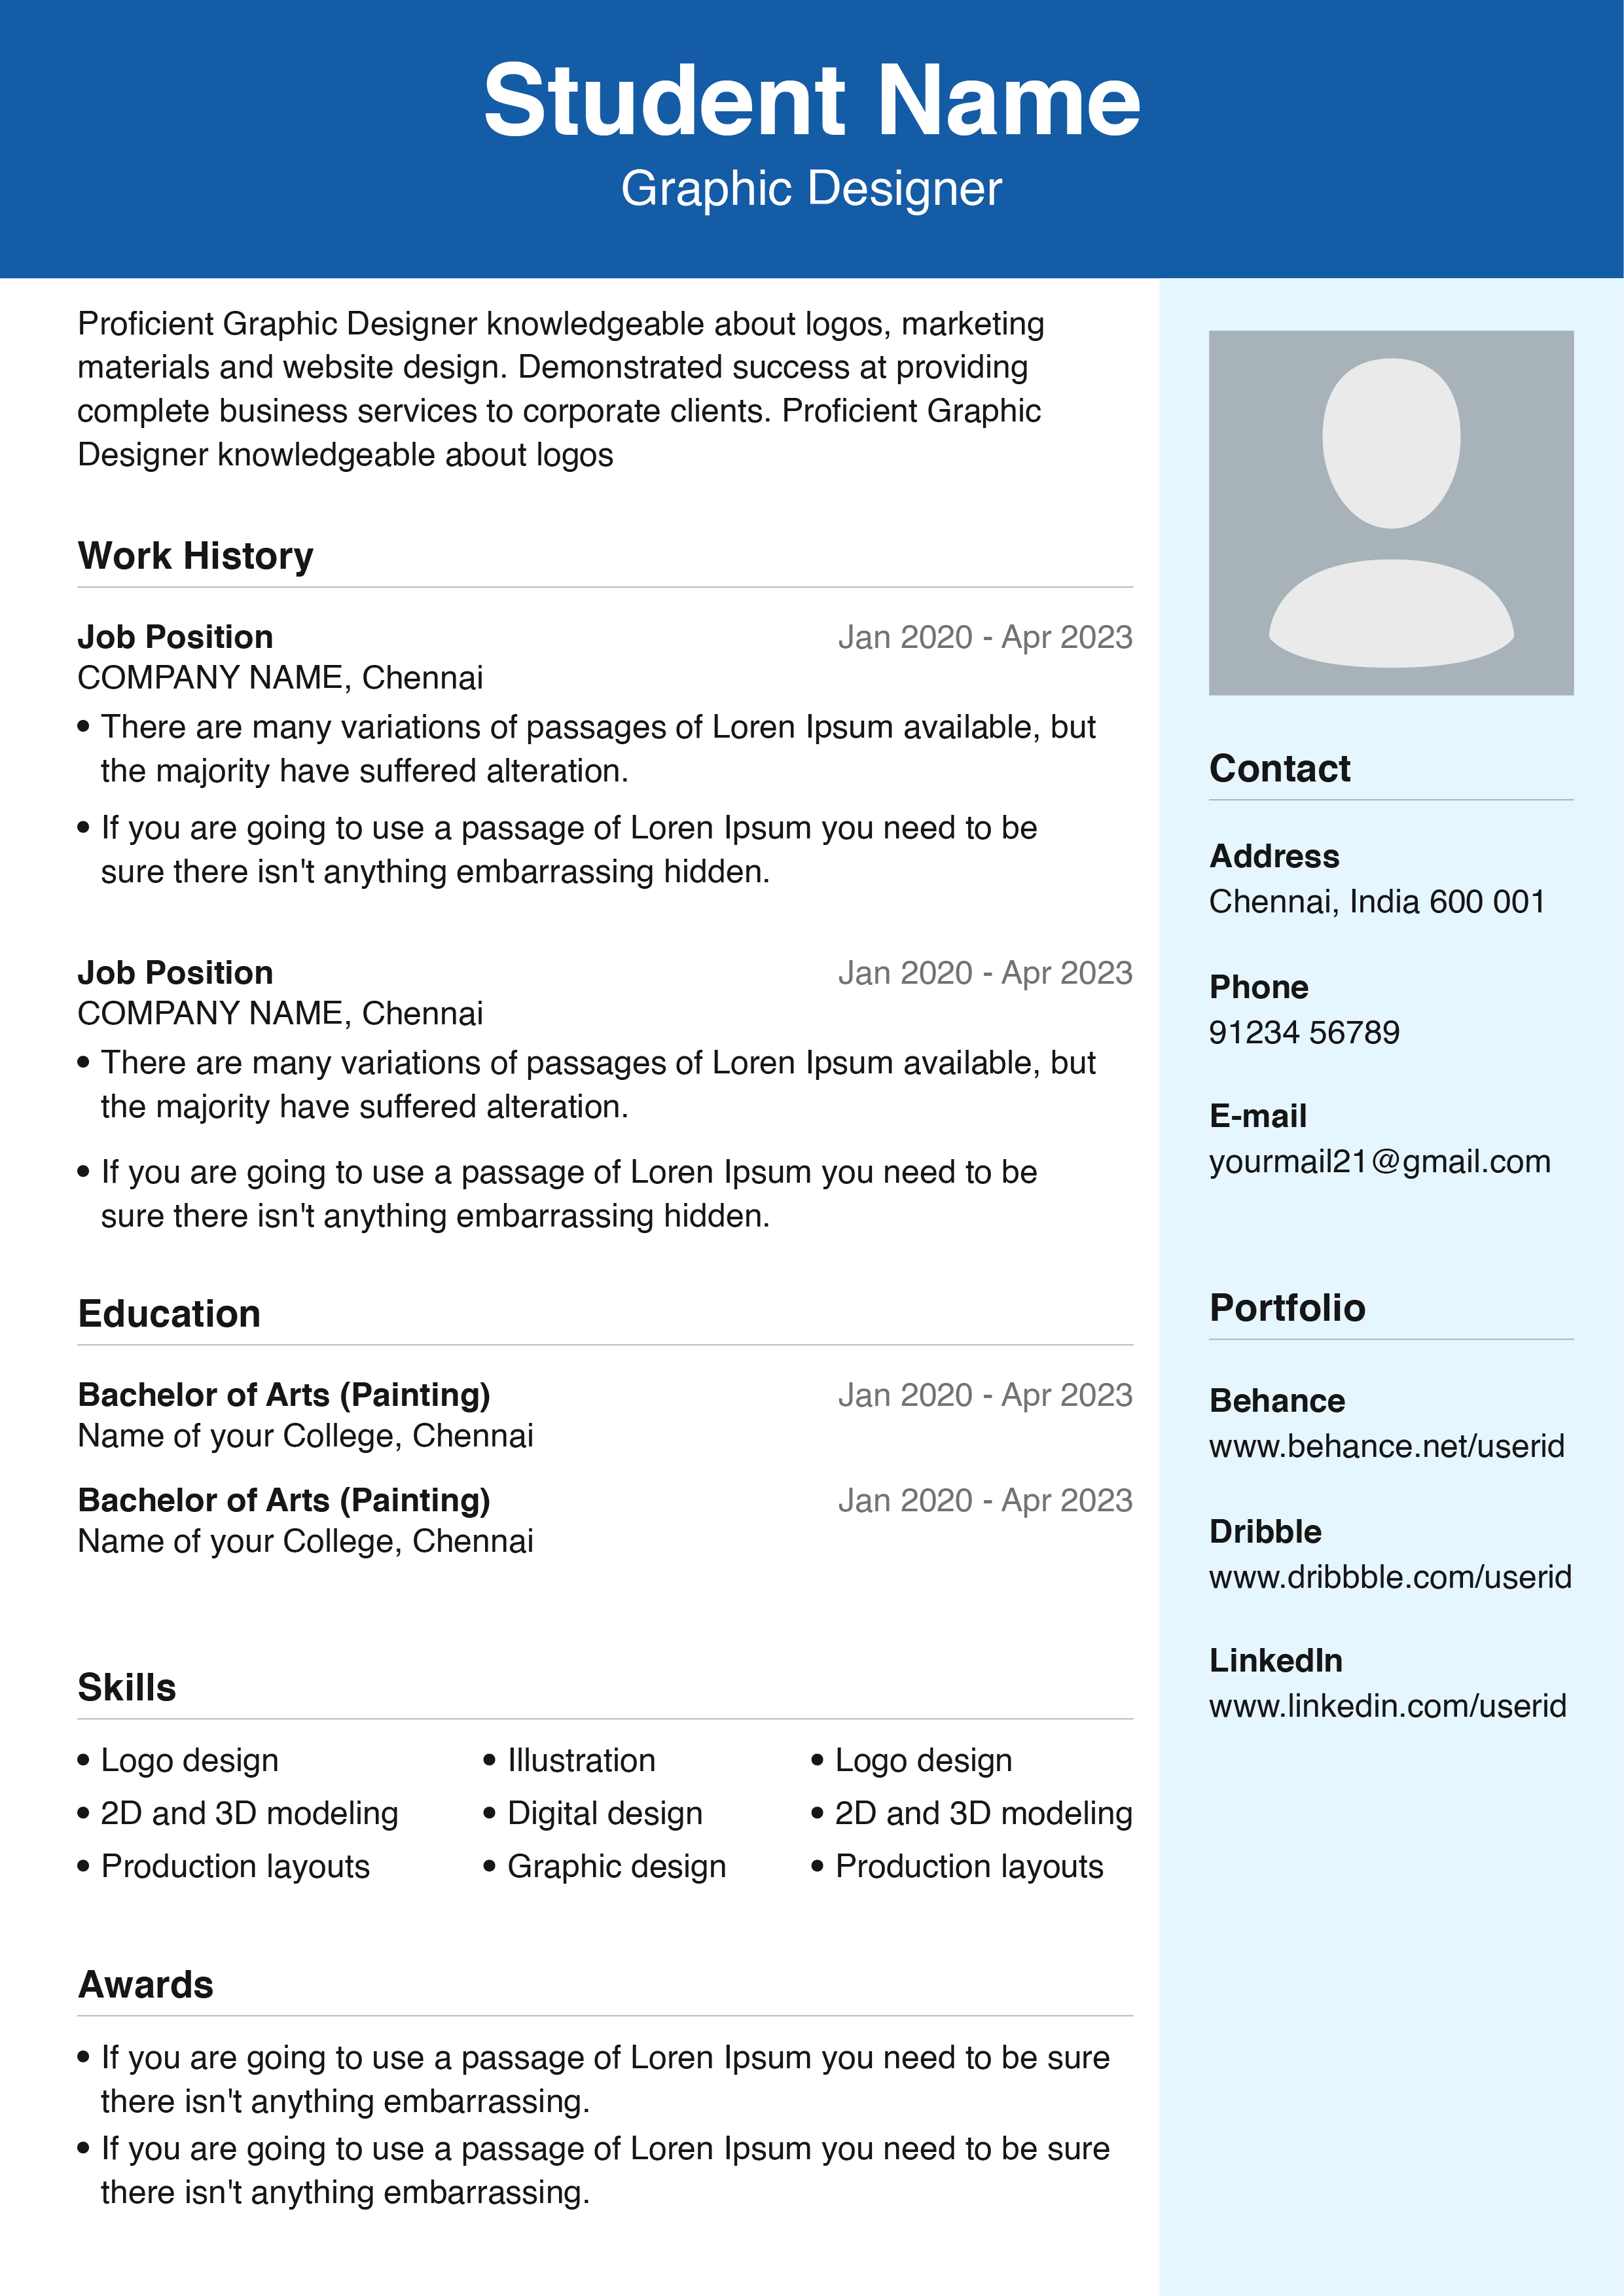 Student Name
Graphic Designer
Proficient Graphic Designer knowledgeable about logos, marketing
materials and website design. Demonstrated success at providing
complete business services to corporate clients. Proficient Graphic
Designer knowledgeable about logos
Work History
Job Position Jan 2020 - Apr 2023
COMPANY NAME, Chennai
• There are many variations of passages of Loren Ipsum available, but
the majority have suffered alteration.
• If you are going to use a passage of Loren Ipsum you need to be
sure there isn't anything embarrassing hidden.
Job Position Jan 2020 - Apr 2023
COMPANY NAME, Chennai
• There are many variations of passages of Loren Ipsum available, but
the majority have suffered alteration.
• If you are going to use a passage of Loren Ipsum you need to be
sure there isn't anything embarrassing hidden.
Education
Bachelor of Arts (Painting) Jan 2020 - Apr 2023
Name of your College, Chennai
Bachelor of Arts (Painting) Jan 2020 - Apr 2023
Name of your College, Chennai
Skills
• Logo design • Illustration • Logo design
• 2D and 3D modeling • Digital design • 2D and 3D modeling
• Production layouts • Graphic design • Production layouts
Awards
• If you are going to use a passage of Loren Ipsum you need to be sure
there isn't anything embarrassing.
• If you are going to use a passage of Loren Ipsum you need to be sure
there isn't anything embarrassing.
Contact
Address
Chennai, India 600 001
Phone
91234 56789
E-mail
yourmail21@gmail.com
Portfolio
Behance
www.behance.net/userid
Dribble
www.dribbble.com/userid
LinkedIn
www.linkedin.com/userid